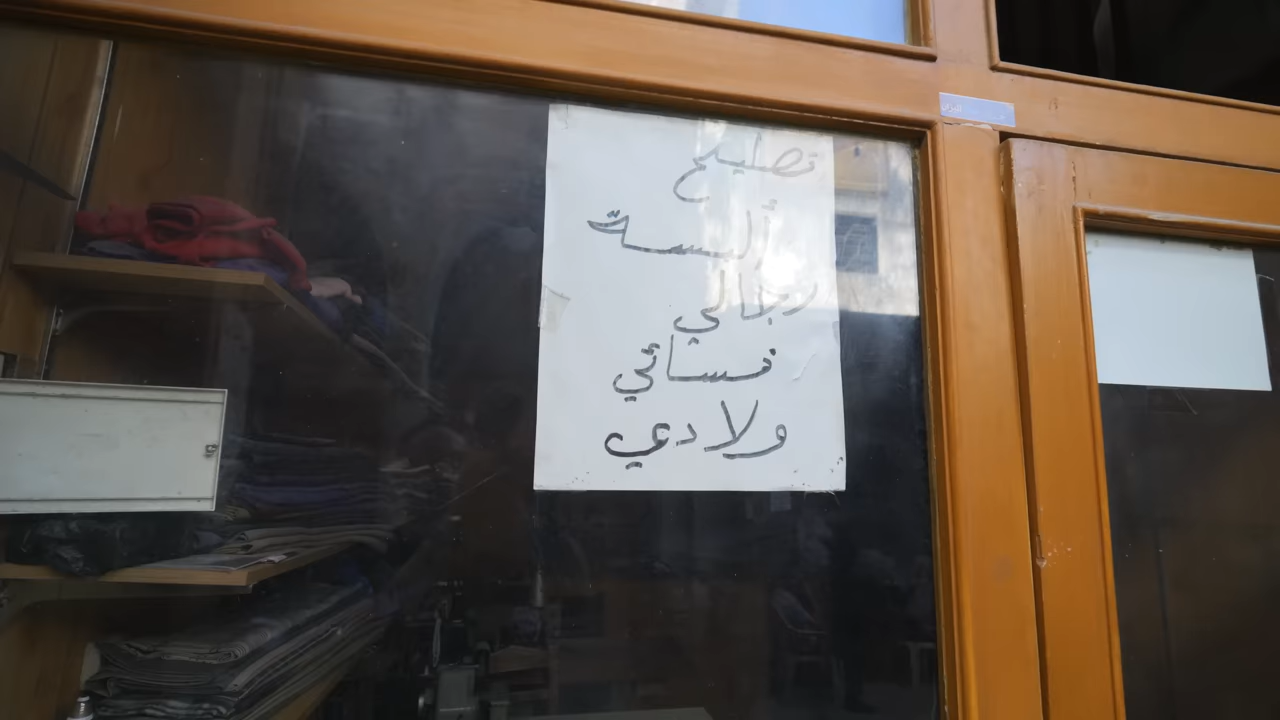 تصليح
ألبسة
رجالي
نسائي
ولادي